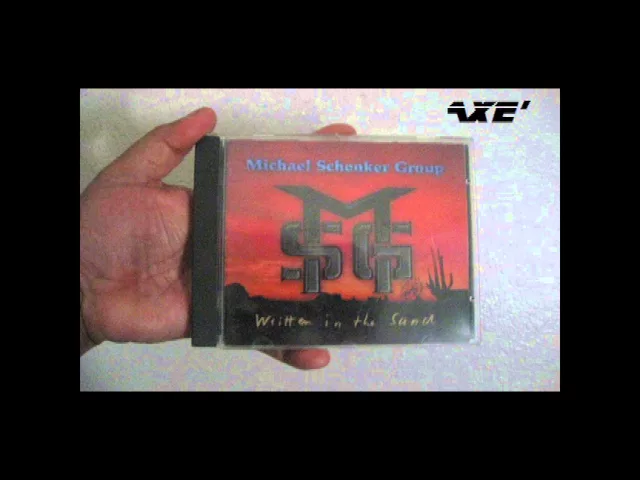 AXE'
Michael Schenker Group
MSG
Written in the Sand